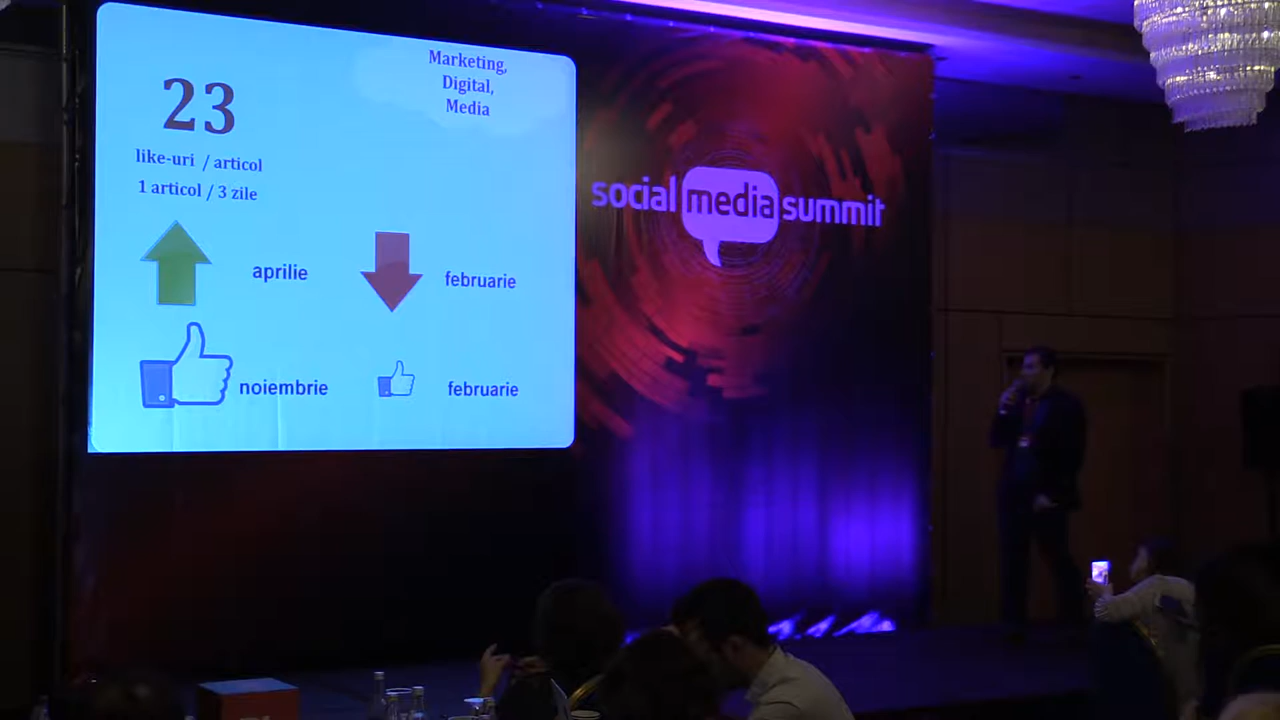 Marketing,
Digital,
Media
23
like-uri / articol
1 articol / 3 zile
aprilie
februarie
noiembrie
februarie
social media summit